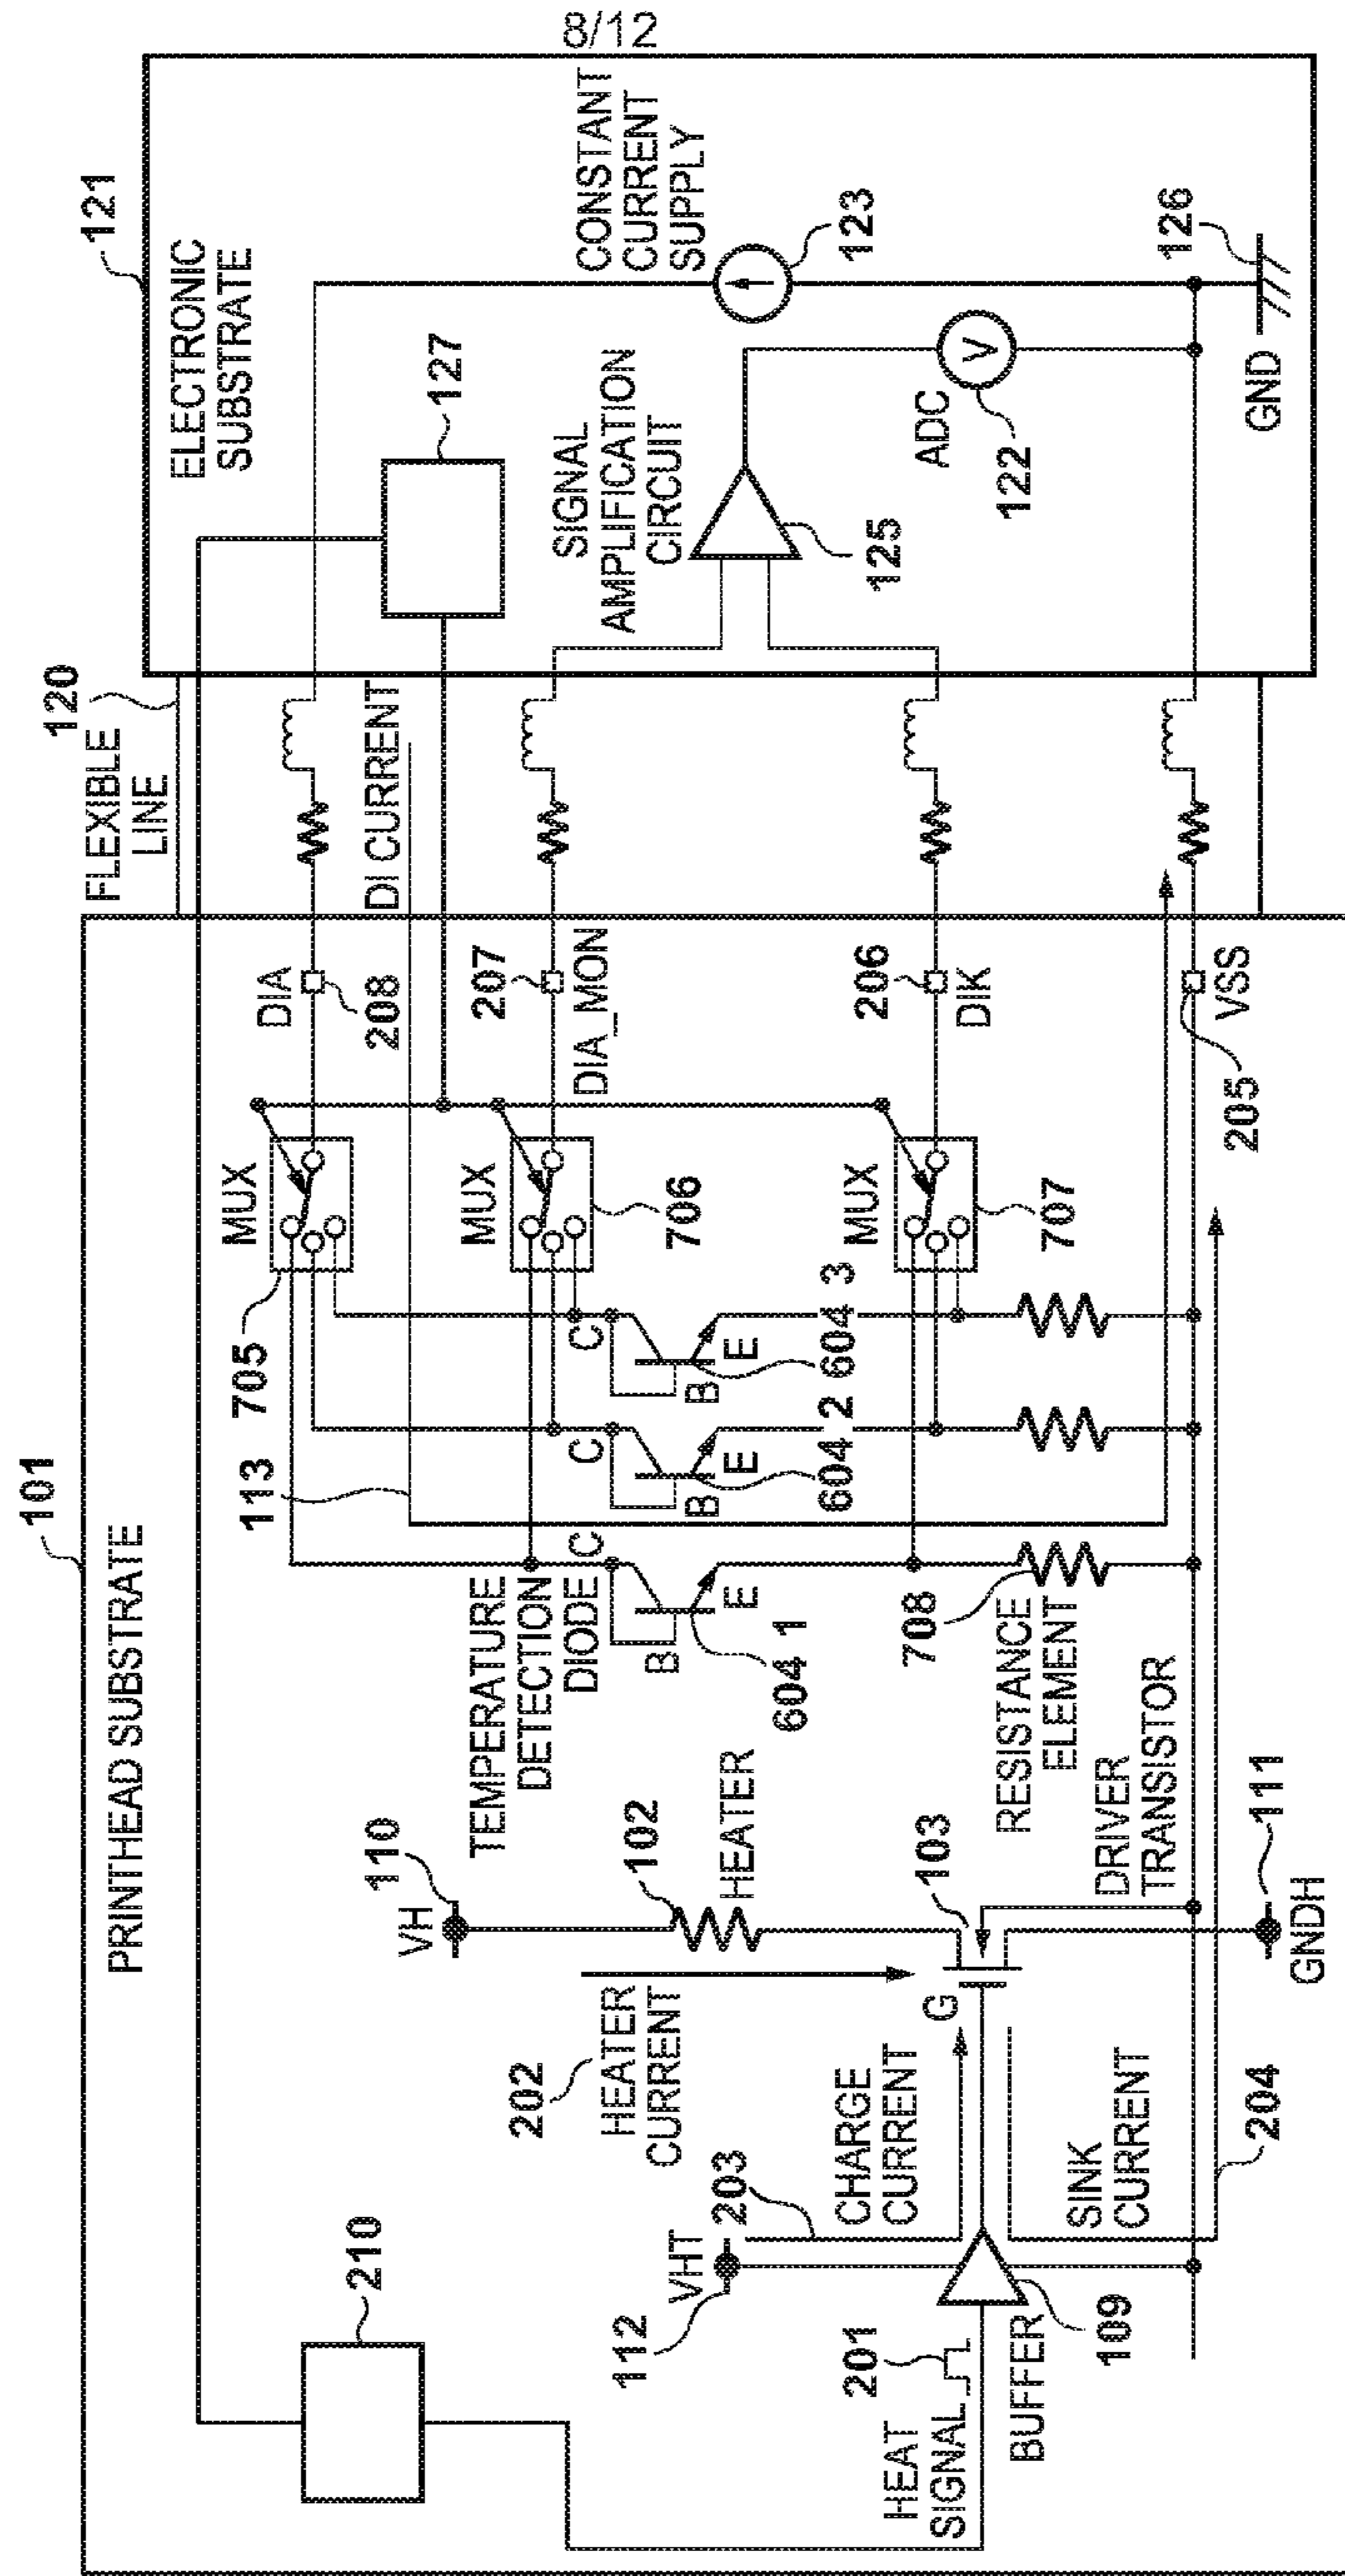 8/12
101
PRINTHEAD SUBSTRATE
210
VH
110
VHT
112
203
202
HEATER
CURRENT
102
HEATER
CHARGE
CURRENT
G
103
HEAT
SIGNAL
201
BUFFER
109
SINK
CURRENT
204
DRIVER
TRANSISTOR
GNDH
111
TEMPERATURE
DETECTION
DIODE
C
B
E
604 1
C
B
E
604 2
C
B
E
604 3
708
RESISTANCE
ELEMENT
113
705
MUX
MUX
706
MUX
707
DIA
208
207
DIA_MON
206
DIK
205
VSS
FLEXIBLE
LINE
120
DI CURRENT
121
ELECTRONIC
SUBSTRATE
127
SIGNAL
AMPLIFICATION
CIRCUIT
125
CONSTANT
CURRENT
SUPPLY
123
ADC
V
122
126
GND